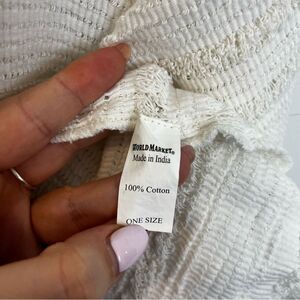 WORLD MARKET®
Made in India
100% Cotton
ONE SIZE